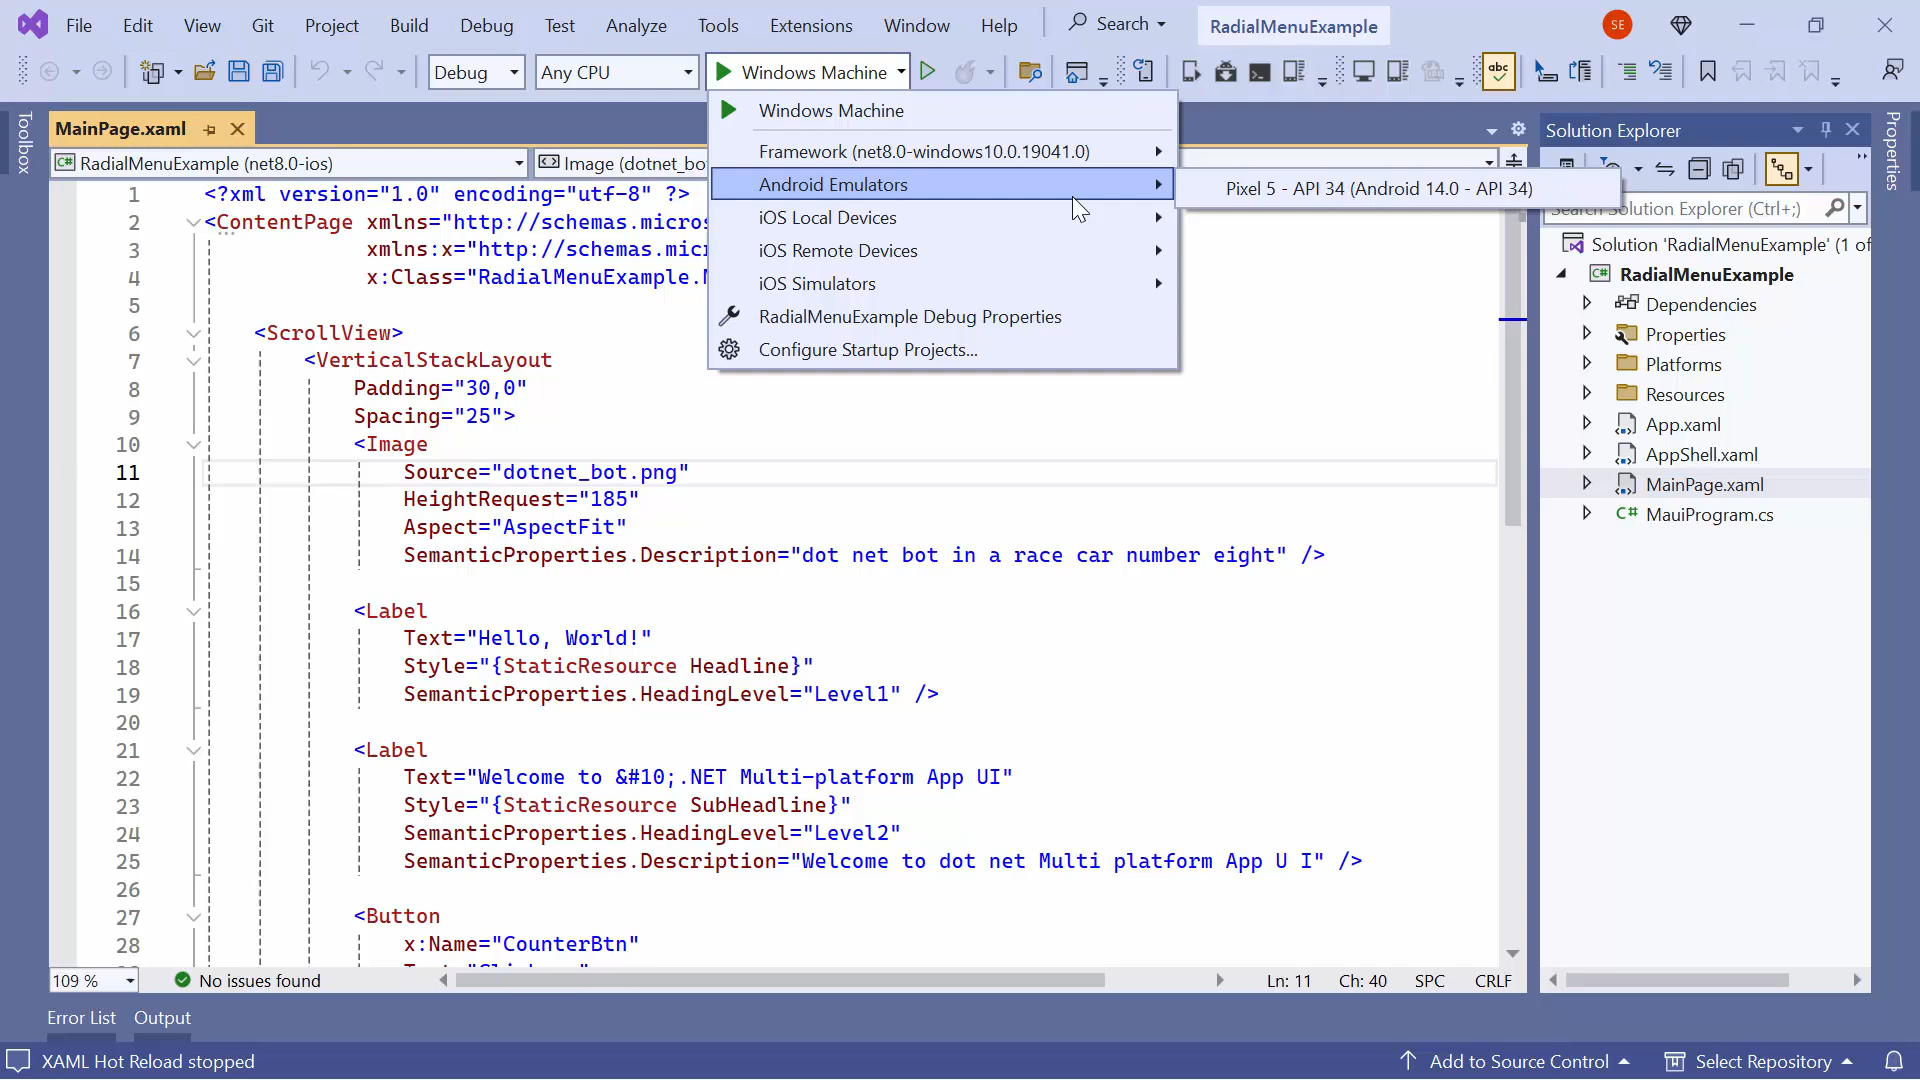 File Edit View Git Project Build Debug Test Analyze Tools Extensions Window Help Search RadialMenuExample SE
Debug Any CPU Windows Machine abc
Toolbox
MainPage.xaml
RadialMenuExample (net8.0-ios) Image (dotnet_bo
Windows Machine
Framework (net8.0-windows10.0.19041.0)
Android Emulators
iOS Local Devices
iOS Remote Devices
iOS Simulators
RadialMenuExample Debug Properties
Configure Startup Projects...
Pixel 5 - API 34 (Android 14.0 - API 34)
1 <?xml version="1.0" encoding="utf-8" ?>
2 <ContentPage xmlns="http://schemas.micros
3 xmlns:x="http://schemas.mic
4 x:Class="RadialMenuExample.M
5
6 <ScrollView>
7 <VerticalStackLayout
8 Padding="30,0"
9 Spacing="25">
10 <Image
11 Source="dotnet_bot.png"
12 HeightRequest="185"
13 Aspect="AspectFit"
14 SemanticProperties.Description="dot net bot in a race car number eight" />
15
16 <Label
17 Text="Hello, World!"
18 Style="{StaticResource Headline}"
19 SemanticProperties.HeadingLevel="Level1" />
20
21 <Label
22 Text="Welcome to &#10;.NET Multi-platform App UI"
23 Style="{StaticResource SubHeadline}"
24 SemanticProperties.HeadingLevel="Level2"
25 SemanticProperties.Description="Welcome to dot net Multi platform App U I" />
26
27 <Button
28 x:Name="CounterBtn"
109 % No issues found Ln: 11 Ch: 40 SPC CRLF
Solution Explorer
Search Solution Explorer (Ctrl+;)
Solution 'RadialMenuExample' (1 of
RadialMenuExample
Dependencies
Properties
Platforms
Resources
App.xaml
AppShell.xaml
MainPage.xaml
MauiProgram.cs
Properties
Error List Output
XAML Hot Reload stopped Add to Source Control Select Repository